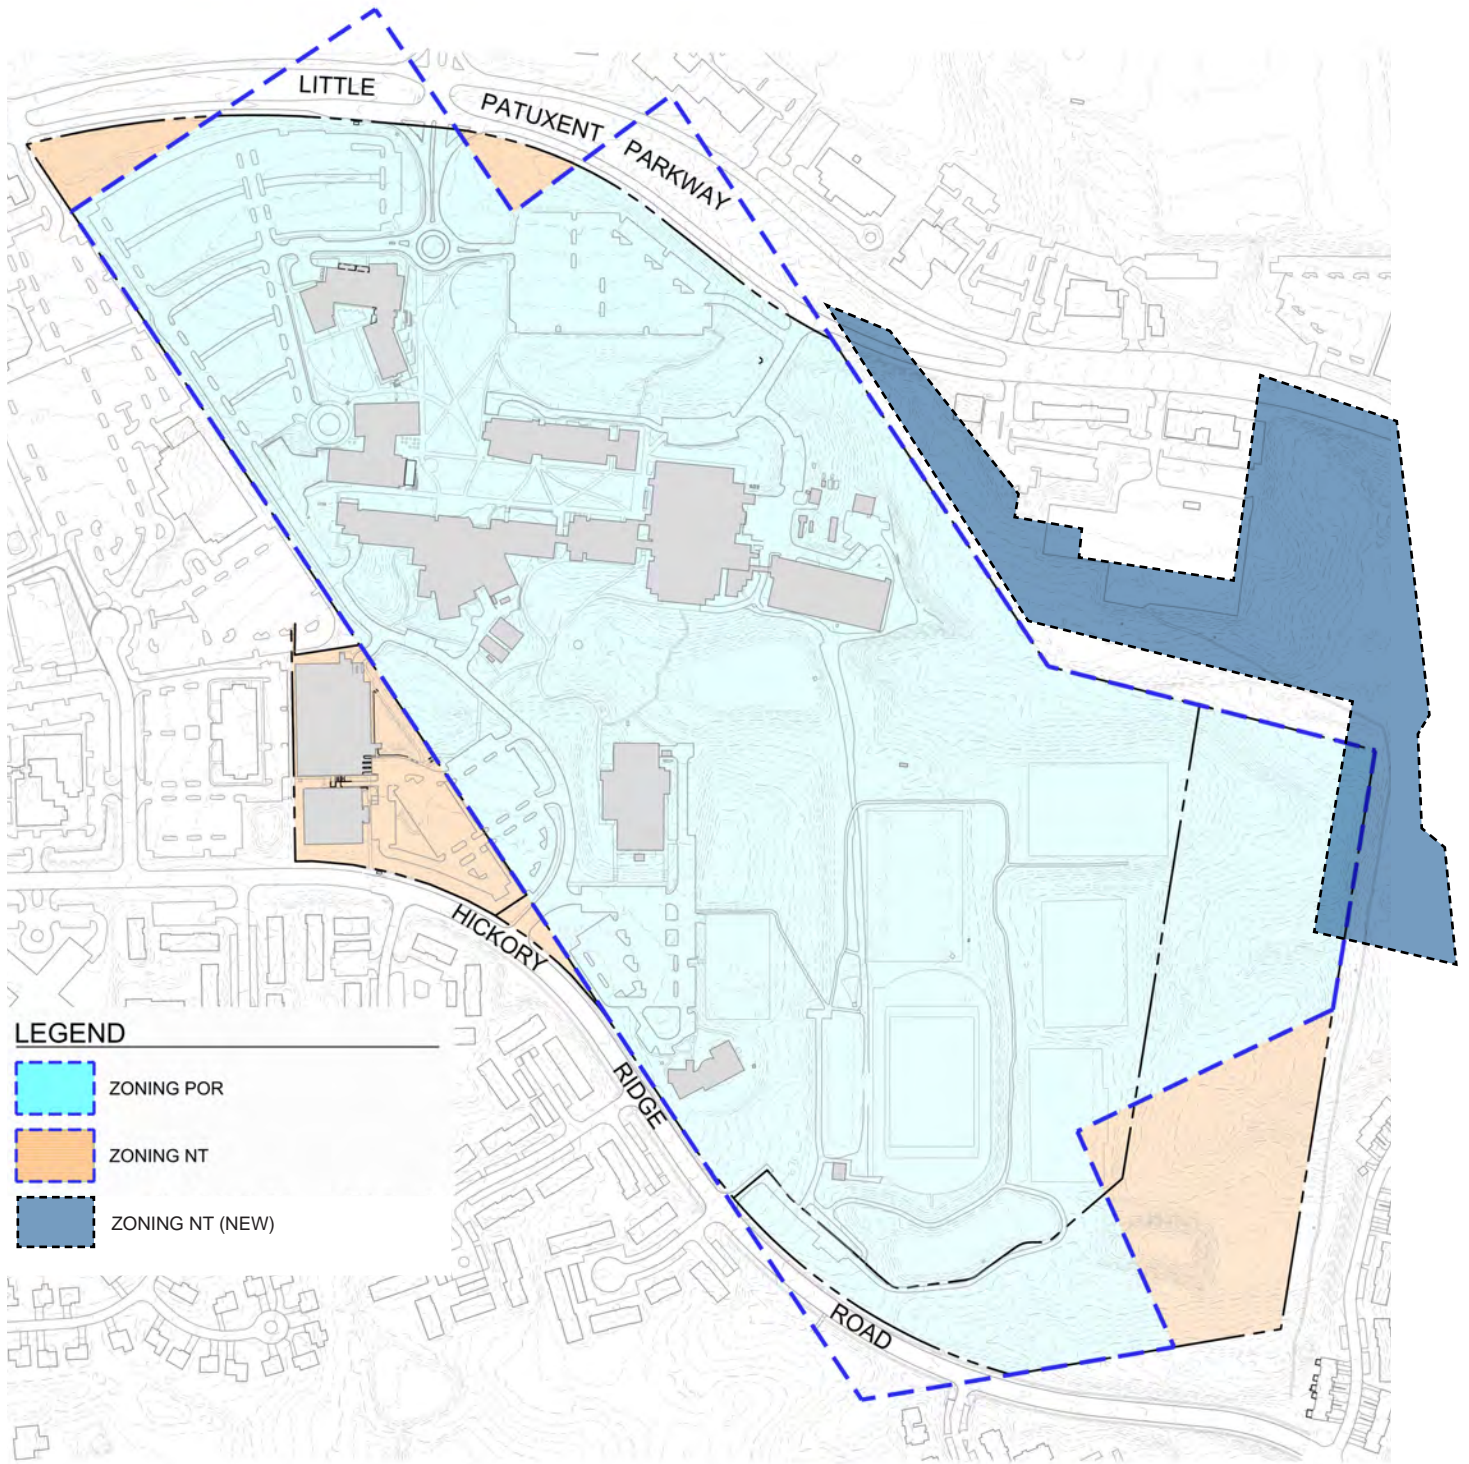 LITTLE
PATUXENT
PARKWAY
HICKORY
RIDGE
ROAD
LEGEND
ZONING POR
ZONING NT
ZONING NT (NEW)